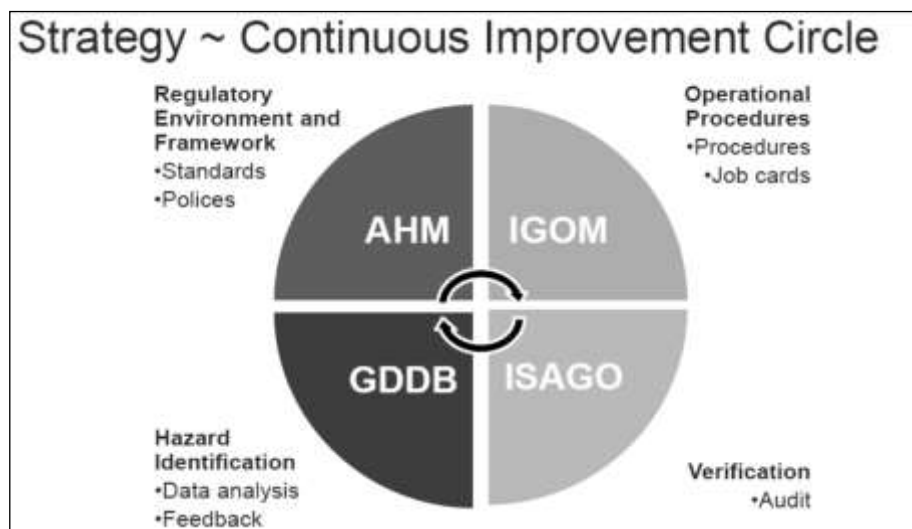 Strategy ~ Continuous Improvement Circle
Regulatory
Environment and
Framework
•Standards
•Polices
Operational
Procedures
•Procedures
•Job cards
AHM
IGOM
GDDB
ISAGO
Hazard
Identification
•Data analysis
•Feedback
Verification
•Audit